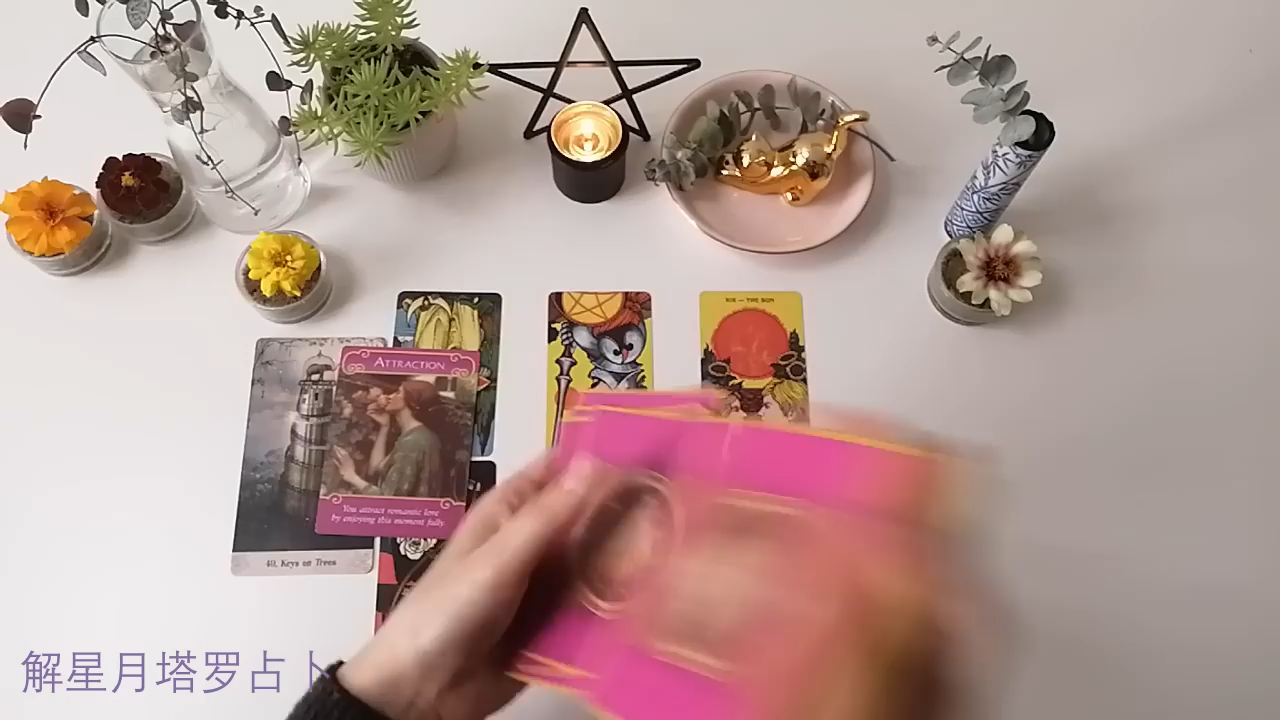 XIX — THE SUN
ATTRACTION
You attract romantic love
by enjoying this moment fully.
40. Keys on Trees
解星月塔罗占卜